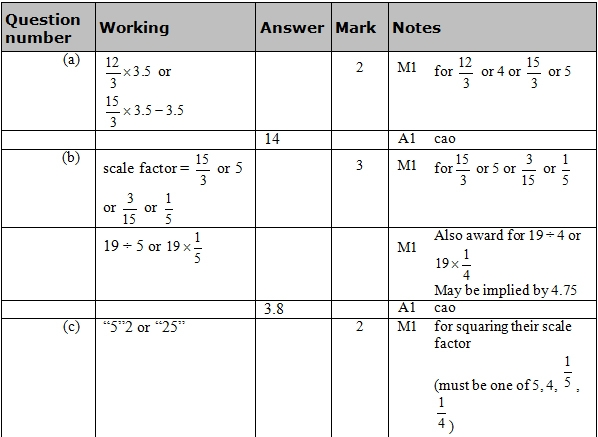 Question number Working Answer Mark Notes
(a) 12/3 × 3.5 or 2 M1 for 12/3 or 4 or 15/3 or 5
15/3 × 3.5 − 3.5
14 A1 cao
(b) scale factor = 15/3 or 5 3 M1 for 15/3 or 5 or 3/15 or 1/5
or 3/15 or 1/5
19 ÷ 5 or 19 × 1/5 M1 Also award for 19 ÷ 4 or
19 × 1/4
May be implied by 4.75
3.8 A1 cao
(c) “5”2 or “25” 2 M1 for squaring their scale
factor
(must be one of 5, 4, 1/5 ,
1/4 )